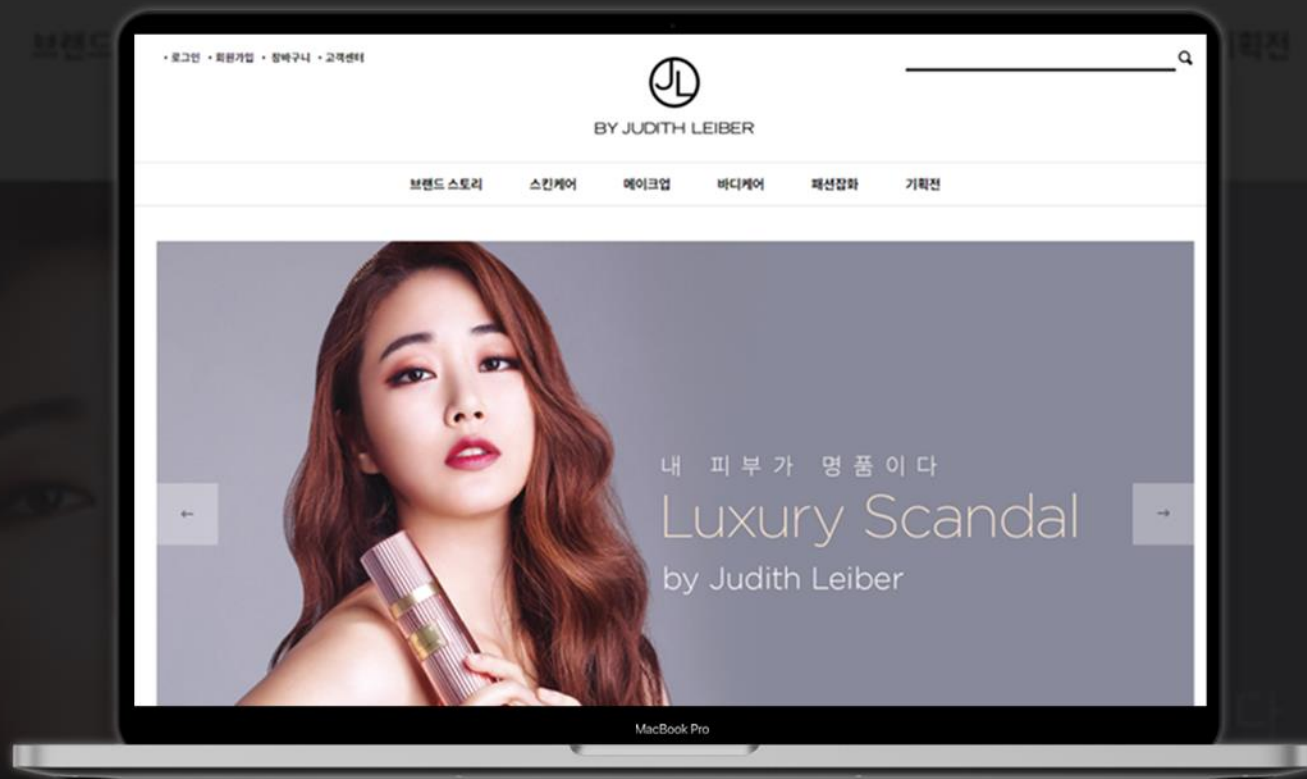 • 로그인 • 회원가입 • 장바구니 • 고객센터
JL
BY JUDITH LEIBER
브랜드 스토리 스킨케어 메이크업 바디케어 패션잡화 기획전
내 피부가 명품이다
Luxury Scandal
by Judith Leiber
← →
MacBook Pro